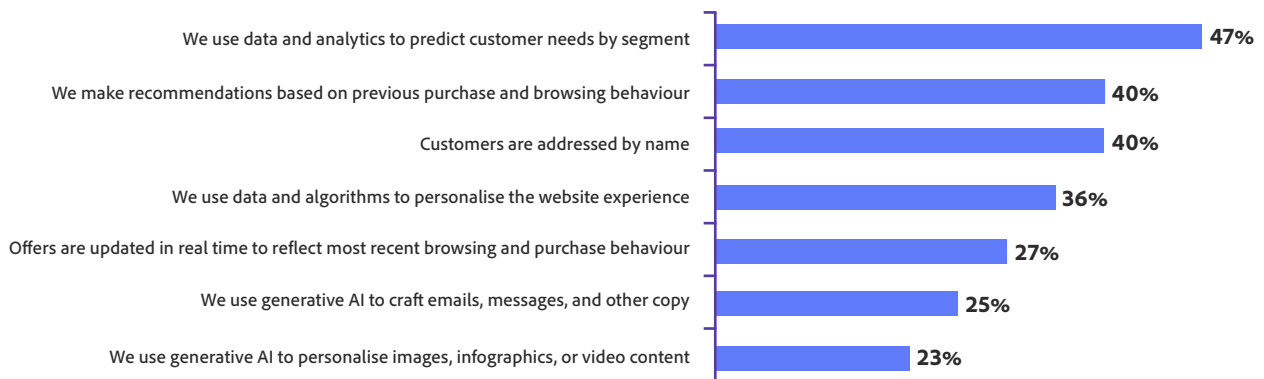 We use data and analytics to predict customer needs by segment 47%
We make recommendations based on previous purchase and browsing behaviour 40%
Customers are addressed by name 40%
We use data and algorithms to personalise the website experience 36%
Offers are updated in real time to reflect most recent browsing and purchase behaviour 27%
We use generative AI to craft emails, messages, and other copy 25%
We use generative AI to personalise images, infographics, or video content 23%